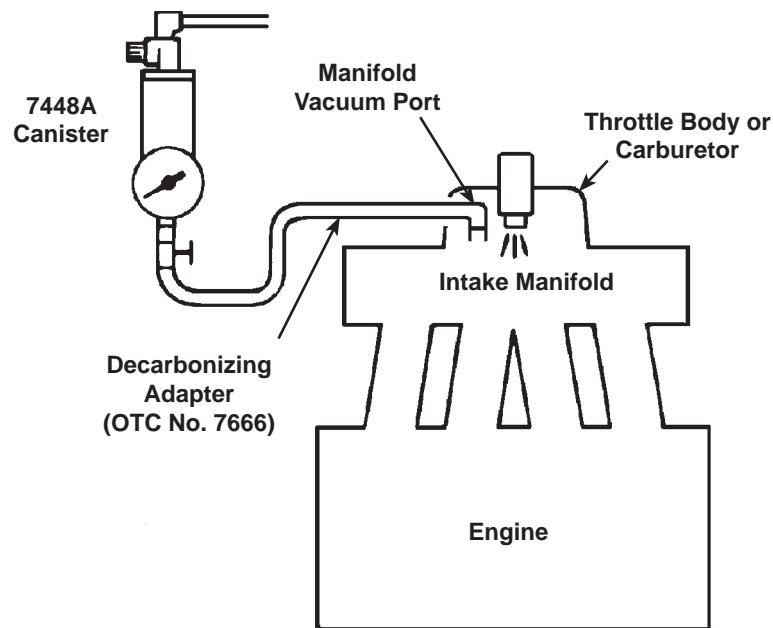 7448A
Canister
Manifold
Vacuum Port
Throttle Body or
Carburetor
Intake Manifold
Decarbonizing
Adapter
(OTC No. 7666)
Engine